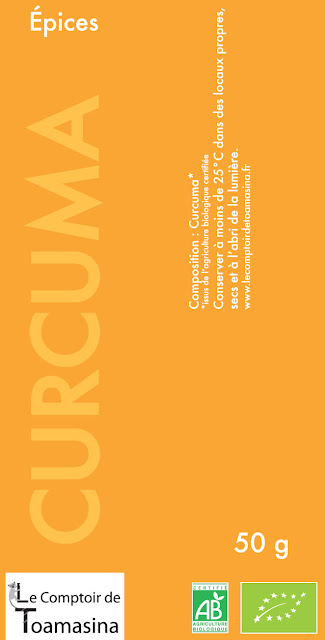 Épices
CURCUMA
Composition : Curcuma*
*issus de l'agriculture biologique certifiée
Conserver à moins de 25°C dans des locaux propres,
secs et à l'abri de la lumière.
www.lecomptoirdetoamasina.fr
50 g
Le Comptoir de
Toamasina
CERTIFIÉ
AB
AGRICULTURE
BIOLOGIQUE